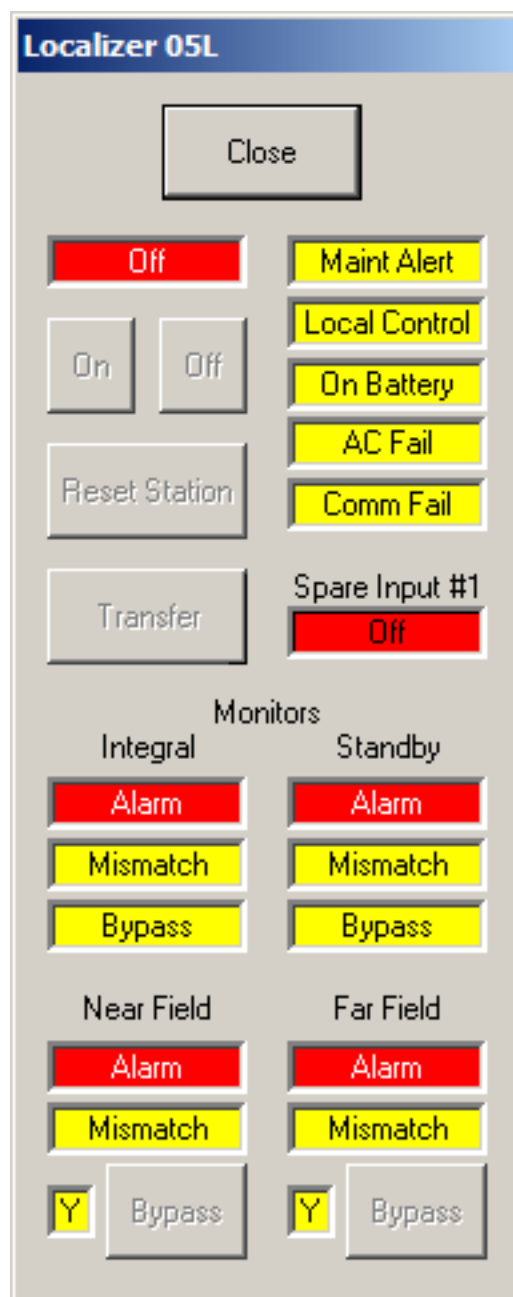 Localizer 05L
Close
Off
Maint Alert
On
Off
Local Control
On Battery
Reset Station
AC Fail
Comm Fail
Transfer
Spare Input #1
Off
Monitors
Integral
Standby
Alarm
Alarm
Mismatch
Mismatch
Bypass
Bypass
Near Field
Far Field
Alarm
Alarm
Mismatch
Mismatch
Y
Bypass
Y
Bypass